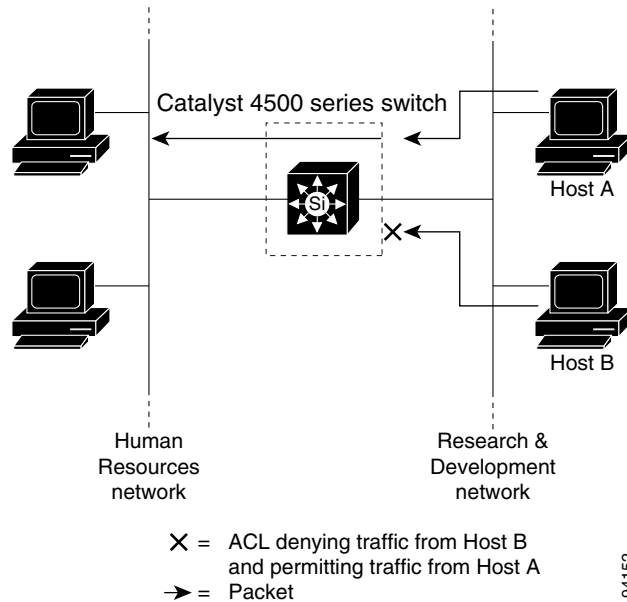 Catalyst 4500 series switch
Si
Host A
Host B
Human
Resources
network
Research &
Development
network
X = ACL denying traffic from Host B
and permitting traffic from Host A
= Packet